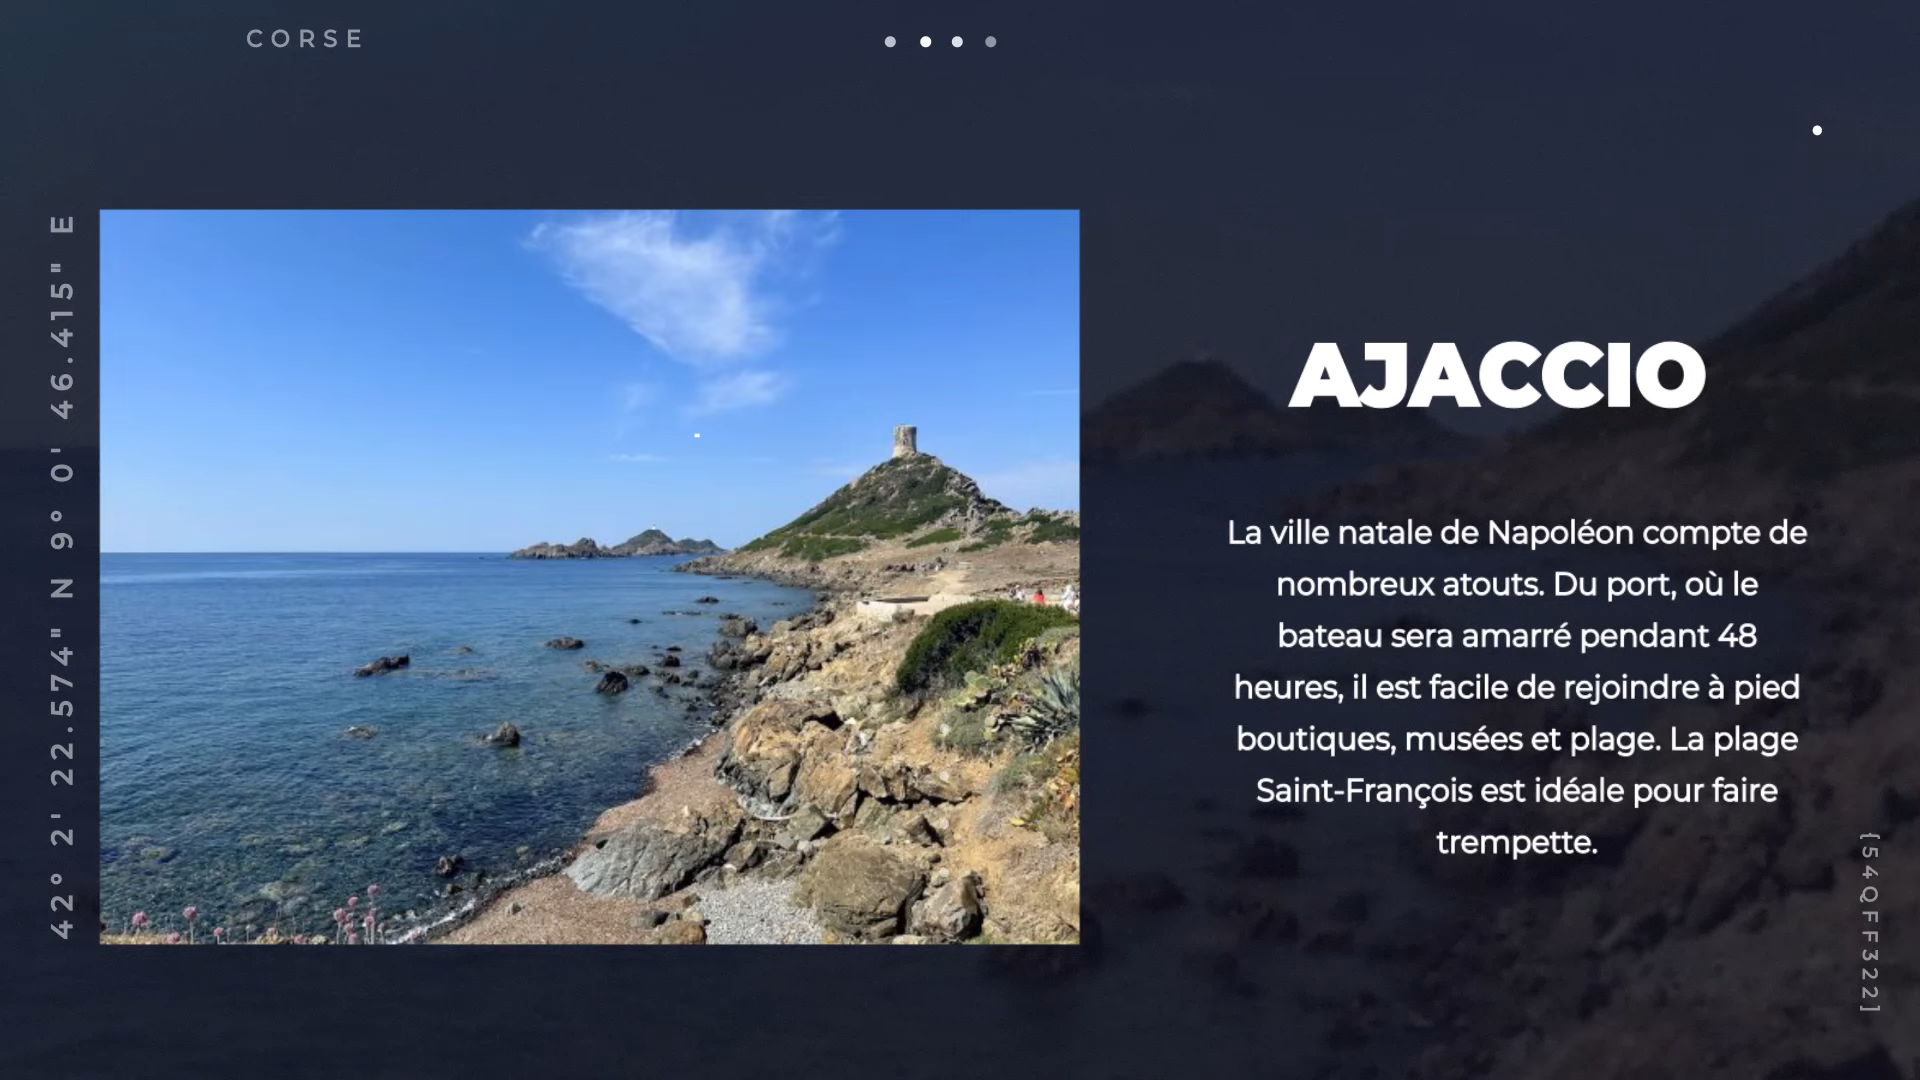 CORSE
42° 2' 22.574" N 9° 0' 46.415" E
AJACCIO
La ville natale de Napoléon compte de
nombreux atouts. Du port, où le
bateau sera amarré pendant 48
heures, il est facile de rejoindre à pied
boutiques, musées et plage. La plage
Saint-François est idéale pour faire
trempette.
{54QFF322]